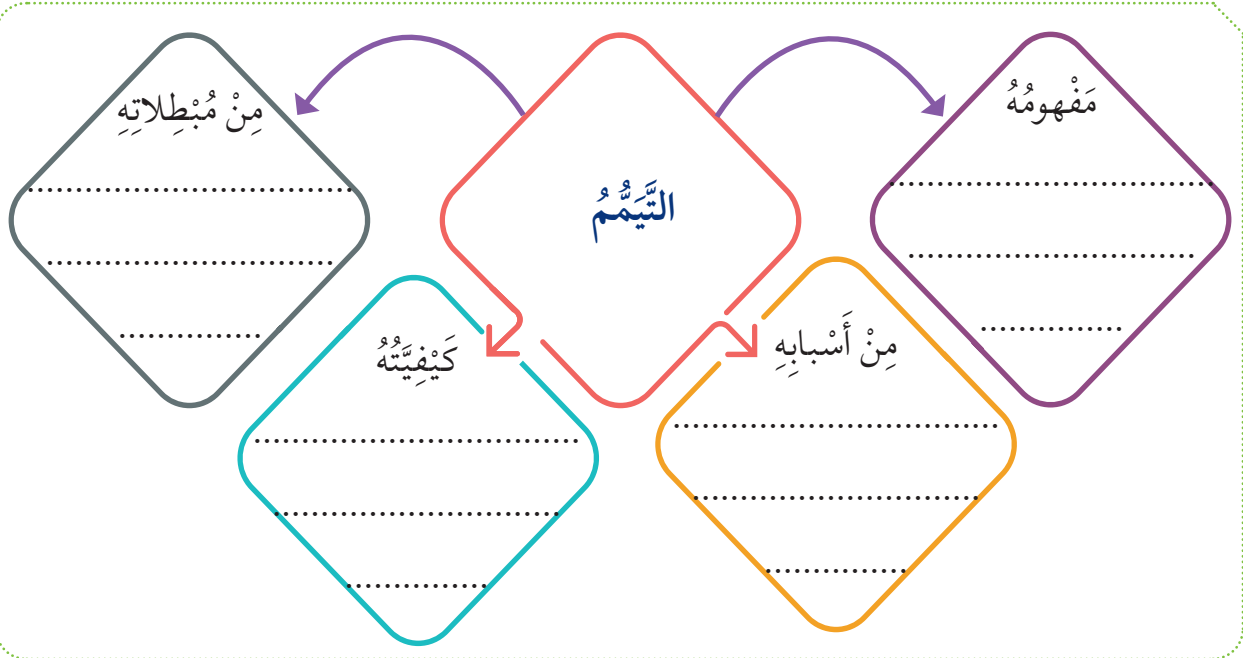 التَّيَمُّمُ
مَفْهومُهُ
مِنْ أَسْبابِهِ
كَيْفِيَّتُهُ
مِنْ مُبْطِلاتِهِ